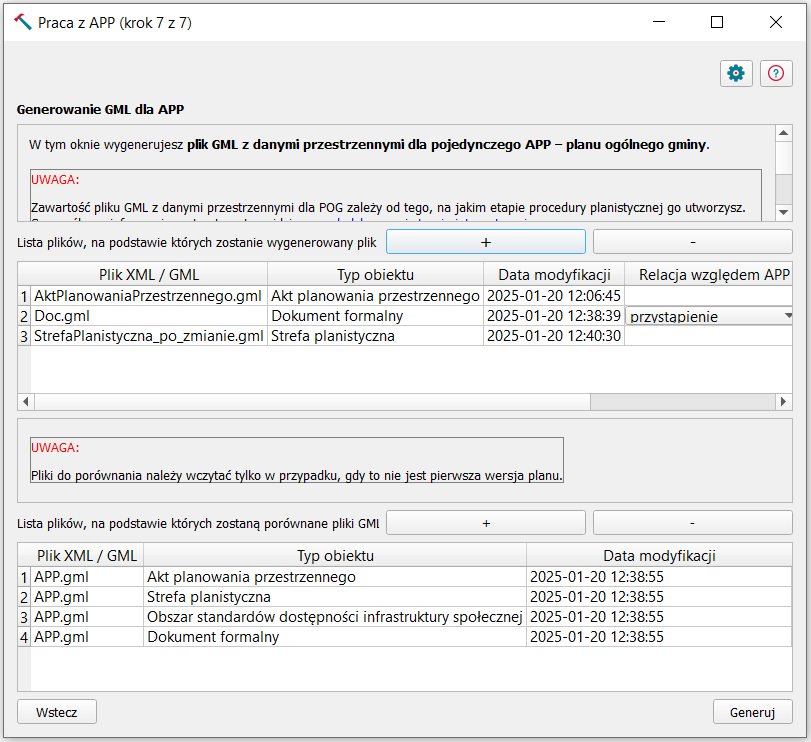 Praca z APP (krok 7 z 7)
Generowanie GML dla APP
W tym oknie wygenerujesz plik GML z danymi przestrzennymi dla pojedynczego APP – planu ogólnego gminy.
UWAGA:
Zawartość pliku GML z danymi przestrzennymi dla POG zależy od tego, na jakim etapie procedury planistycznej go utworzysz.
Lista plików, na podstawie których zostanie wygenerowany plik + -
Plik XML / GML Typ obiektu Data modyfikacji Relacja względem APP
1 AktPlanowaniaPrzestrzennego.gml Akt planowania przestrzennego 2025-01-20 12:06:45
2 Doc.gml Dokument formalny 2025-01-20 12:38:39 przystąpienie
3 StrefaPlanistyczna_po_zmianie.gml Strefa planistyczna 2025-01-20 12:40:30
UWAGA:
Pliki do porównania należy wczytać tylko w przypadku, gdy to nie jest pierwsza wersja planu.
Lista plików, na podstawie których zostaną porównane pliki GML + -
Plik XML / GML Typ obiektu Data modyfikacji
1 APP.gml Akt planowania przestrzennego 2025-01-20 12:38:55
2 APP.gml Strefa planistyczna 2025-01-20 12:38:55
3 APP.gml Obszar standardów dostępności infrastruktury społecznej 2025-01-20 12:38:55
4 APP.gml Dokument formalny 2025-01-20 12:38:55
Wstecz Generuj